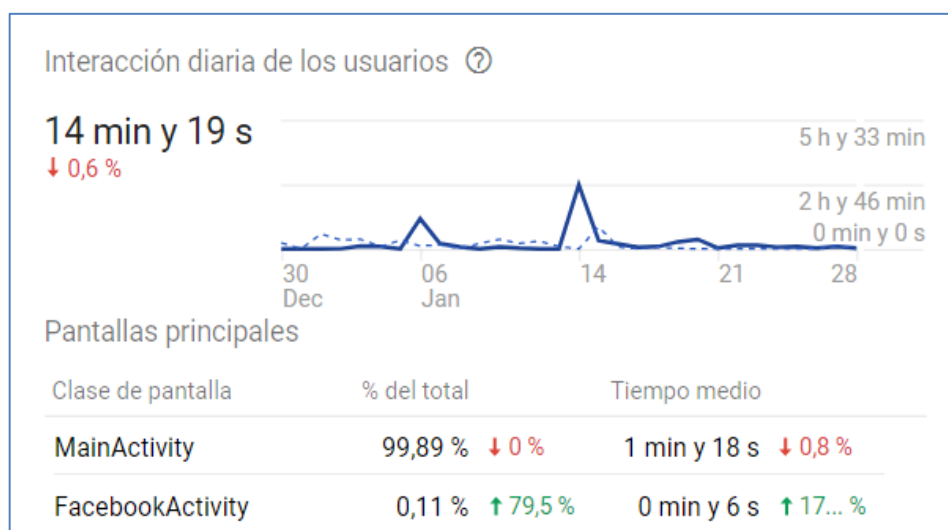 Interacción diaria de los usuarios ?
14 min y 19 s
↓ 0,6 %
5 h y 33 min
2 h y 46 min
0 min y 0 s
30 Dec
06 Jan
14
21
28
Pantallas principales
Clase de pantalla % del total Tiempo medio
MainActivity 99,89 % ↓ 0 % 1 min y 18 s ↓ 0,8 %
FacebookActivity 0,11 % ↑ 79,5 % 0 min y 6 s ↑ 17... %